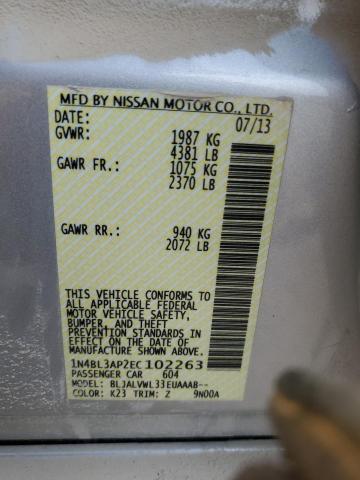 MFD BY NISSAN MOTOR CO., LTD.
DATE: 07/13
GVWR: 1987 KG
4381 LB
GAWR FR.: 1075 KG
2370 LB
GAWR RR.: 940 KG
2072 LB
THIS VEHICLE CONFORMS TO
ALL APPLICABLE FEDERAL
MOTOR VEHICLE SAFETY,
BUMPER, AND THEFT
PREVENTION STANDARDS IN
EFFECT ON THE DATE OF
MANUFACTURE SHOWN ABOVE.
1N4BL3AP2EC102263
PASSENGER CAR 604
MODEL: BLJALVWL33EUAAAB--
COLOR: K23 TRIM: Z 9N00A